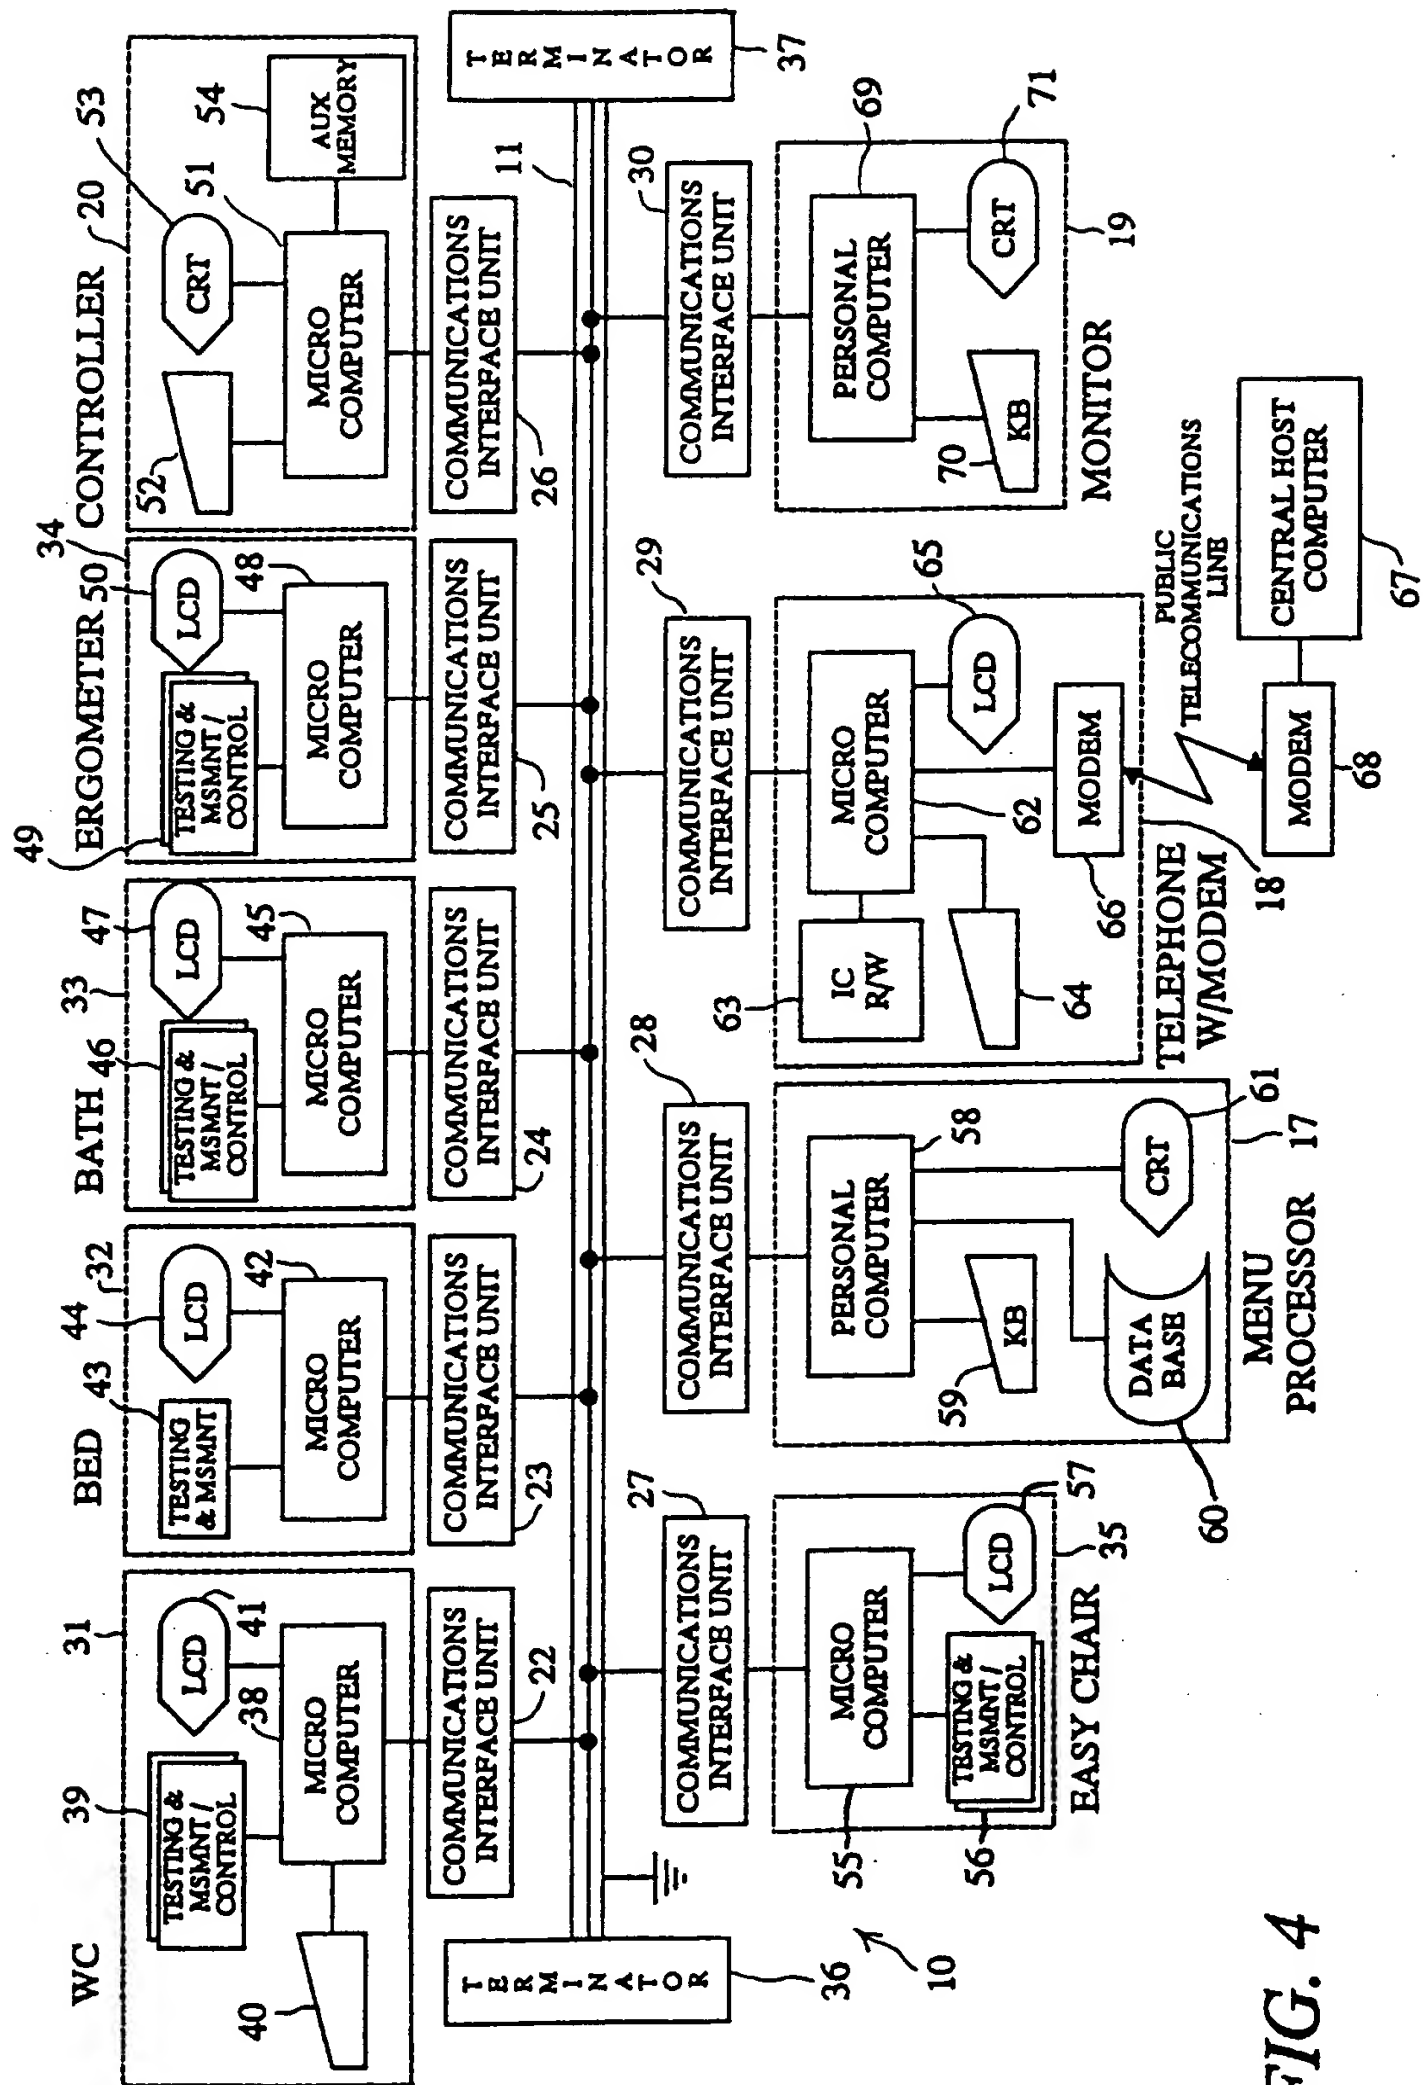 WC
31
39
TESTING &
MSMNT /
CONTROL
LCD
41
38
MICRO
COMPUTER
40
COMMUNICATIONS
INTERFACE UNIT
22
BED
43
44
32
TESTING
& MSMNT
LCD
42
MICRO
COMPUTER
COMMUNICATIONS
INTERFACE UNIT
23
BATH
46
33
47
TESTING &
MSMNT /
CONTROL
LCD
45
MICRO
COMPUTER
COMMUNICATIONS
INTERFACE UNIT
24
ERGOMETER
49
50
34
TESTING &
MSMNT /
CONTROL
LCD
48
MICRO
COMPUTER
COMMUNICATIONS
INTERFACE UNIT
25
CONTROLLER
20
53
52
CRT
51
54
AUX
MEMORY
MICRO
COMPUTER
COMMUNICATIONS
INTERFACE UNIT
26
11
TERMINATOR
36
TERMINATOR
37
10
27
COMMUNICATIONS
INTERFACE UNIT
MICRO
COMPUTER
55
TESTING &
MSMNT /
CONTROL
56
LCD
57
35
EASY CHAIR
28
COMMUNICATIONS
INTERFACE UNIT
PERSONAL
COMPUTER
58
KB
59
DATA
BASE
60
CRT
61
17
MENU
PROCESSOR
29
COMMUNICATIONS
INTERFACE UNIT
MICRO
COMPUTER
62
IC
R/W
63
64
LCD
65
MODEM
66
18
TELEPHONE
W/MODEM
PUBLIC
TELECOMMUNICATIONS
LINE
MODEM
68
CENTRAL HOST
COMPUTER
67
30
COMMUNICATIONS
INTERFACE UNIT
PERSONAL
COMPUTER
69
KB
70
CRT
71
19
MONITOR
FIG. 4